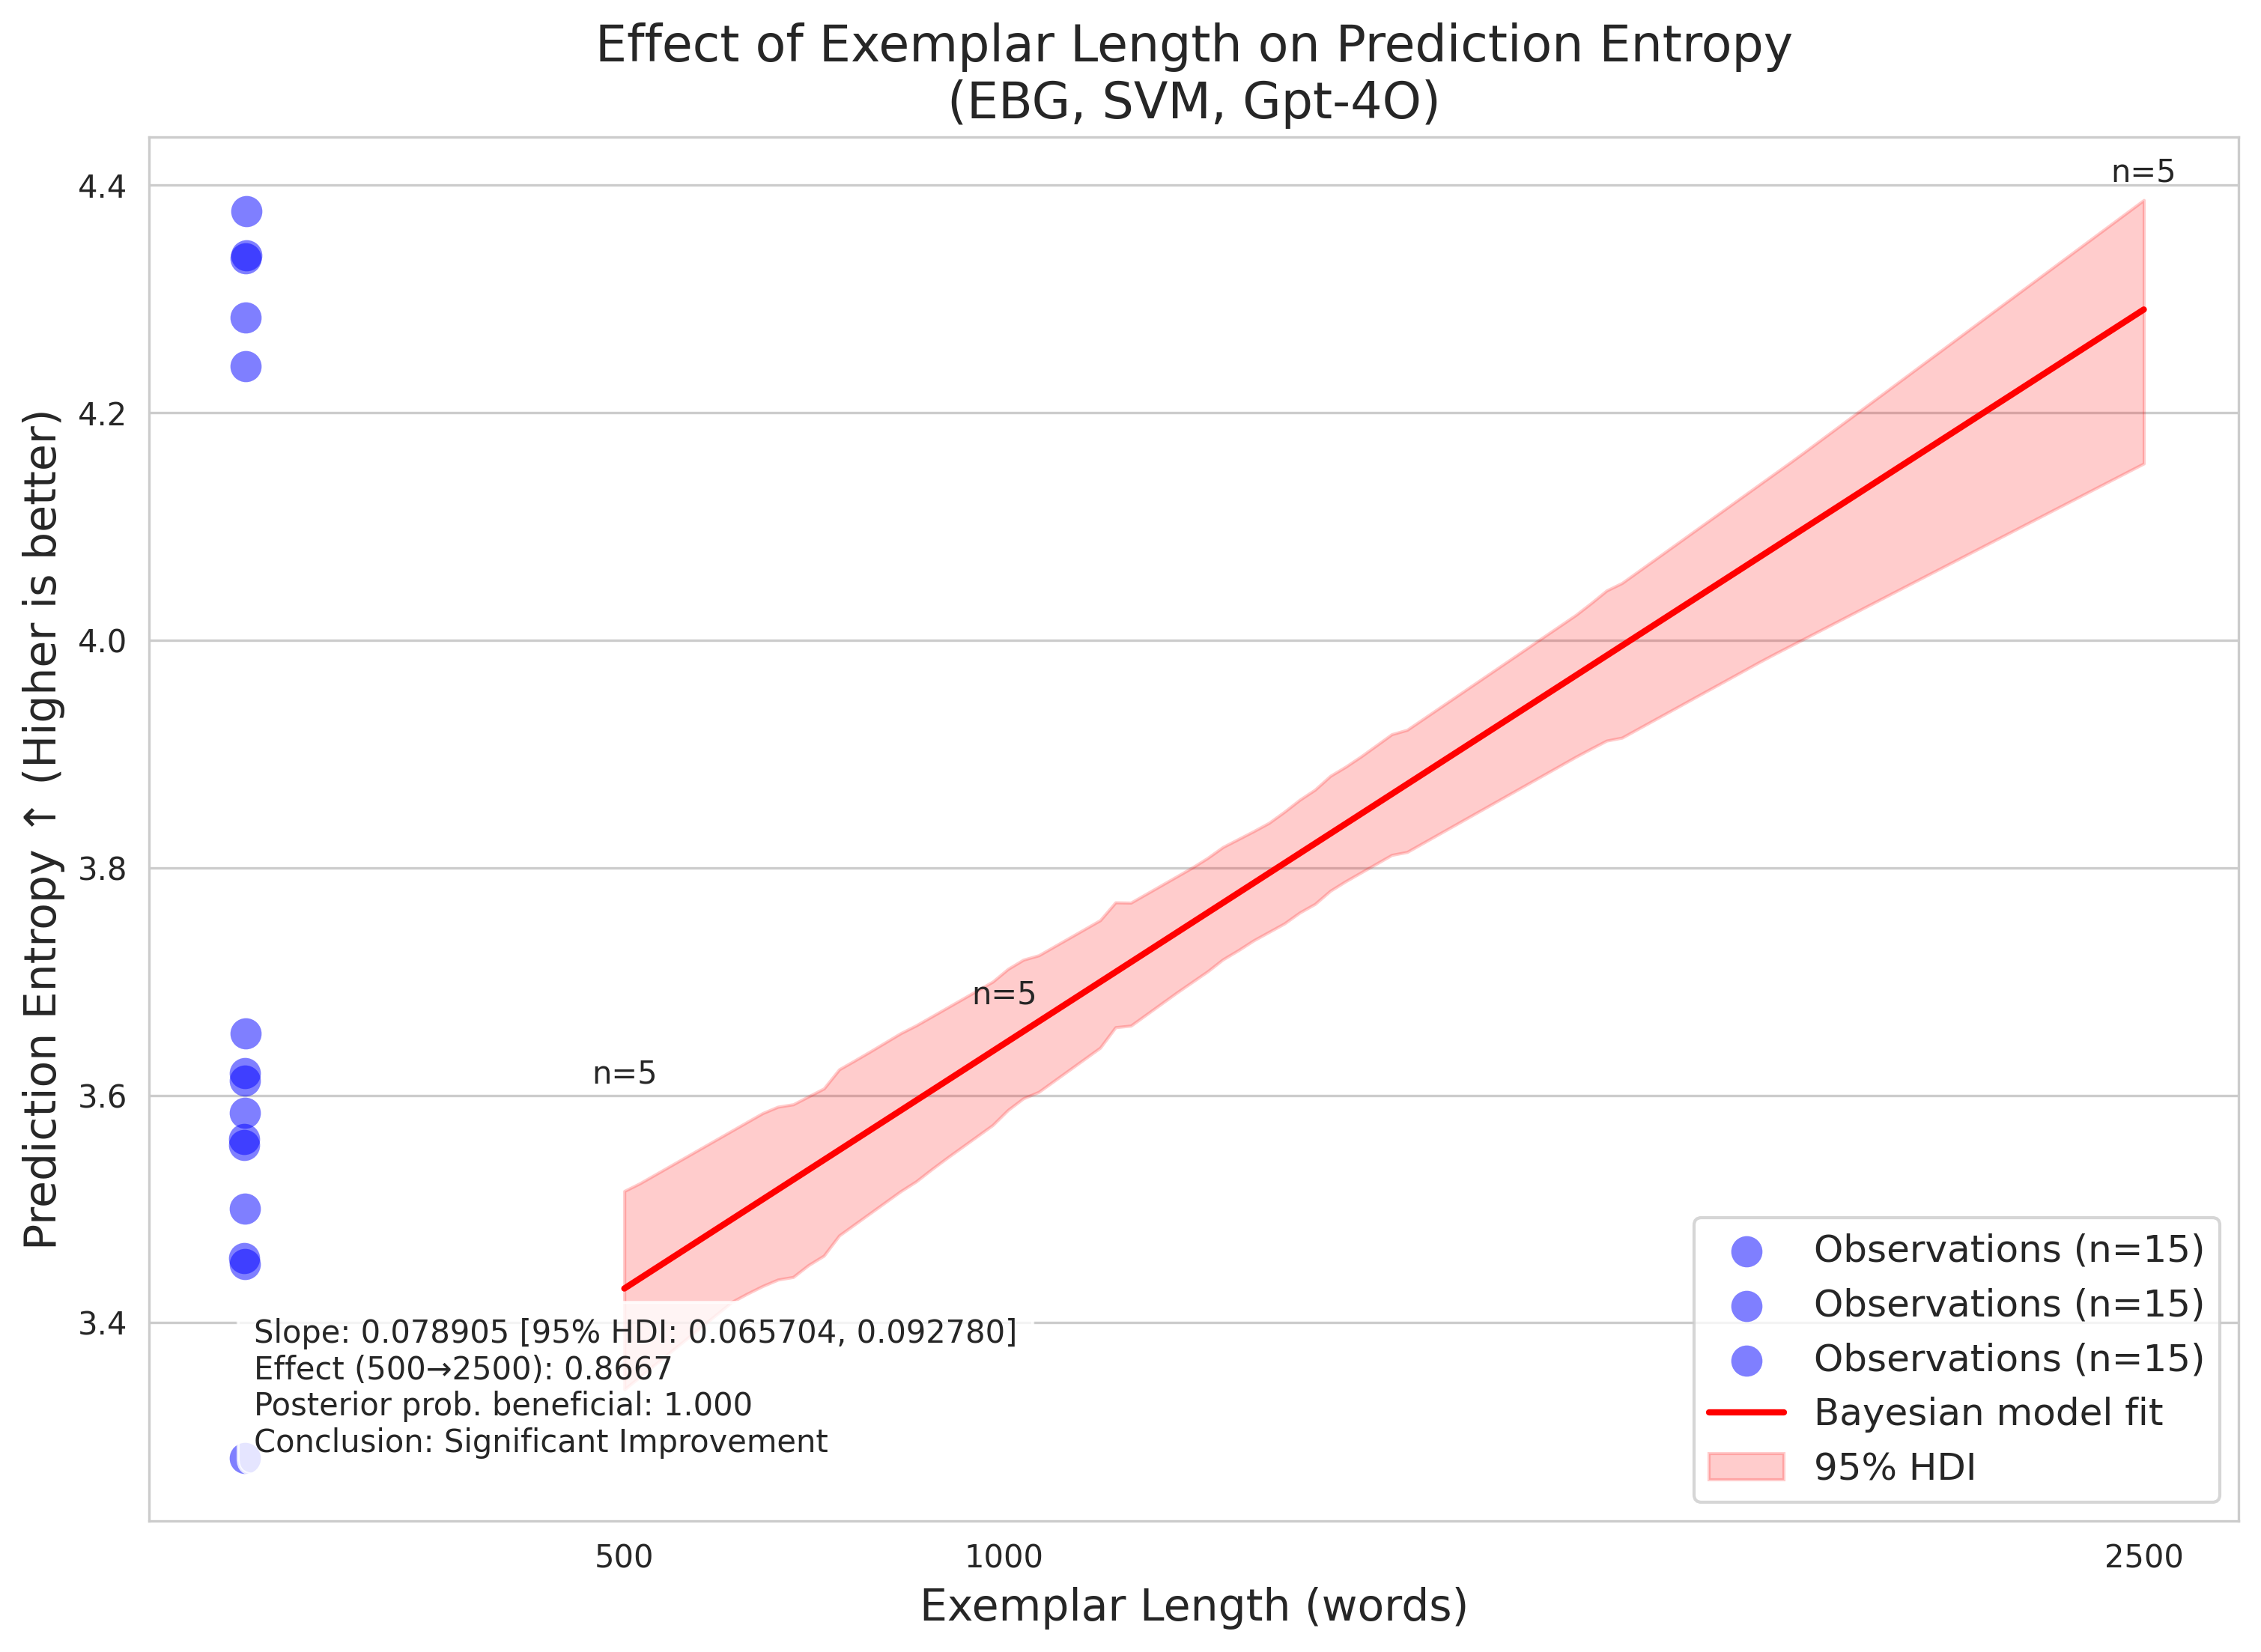 Effect of Exemplar Length on Prediction Entropy
(EBG, SVM, Gpt-4O)
Prediction Entropy ↑ (Higher is better)
4.4
4.2
4.0
3.8
3.6
3.4
n=5
n=5
n=5
Slope: 0.078905 [95% HDI: 0.065704, 0.092780]
Effect (500→2500): 0.8667
Posterior prob. beneficial: 1.000
Conclusion: Significant Improvement
Observations (n=15)
Observations (n=15)
Observations (n=15)
Bayesian model fit
95% HDI
500
1000
2500
Exemplar Length (words)